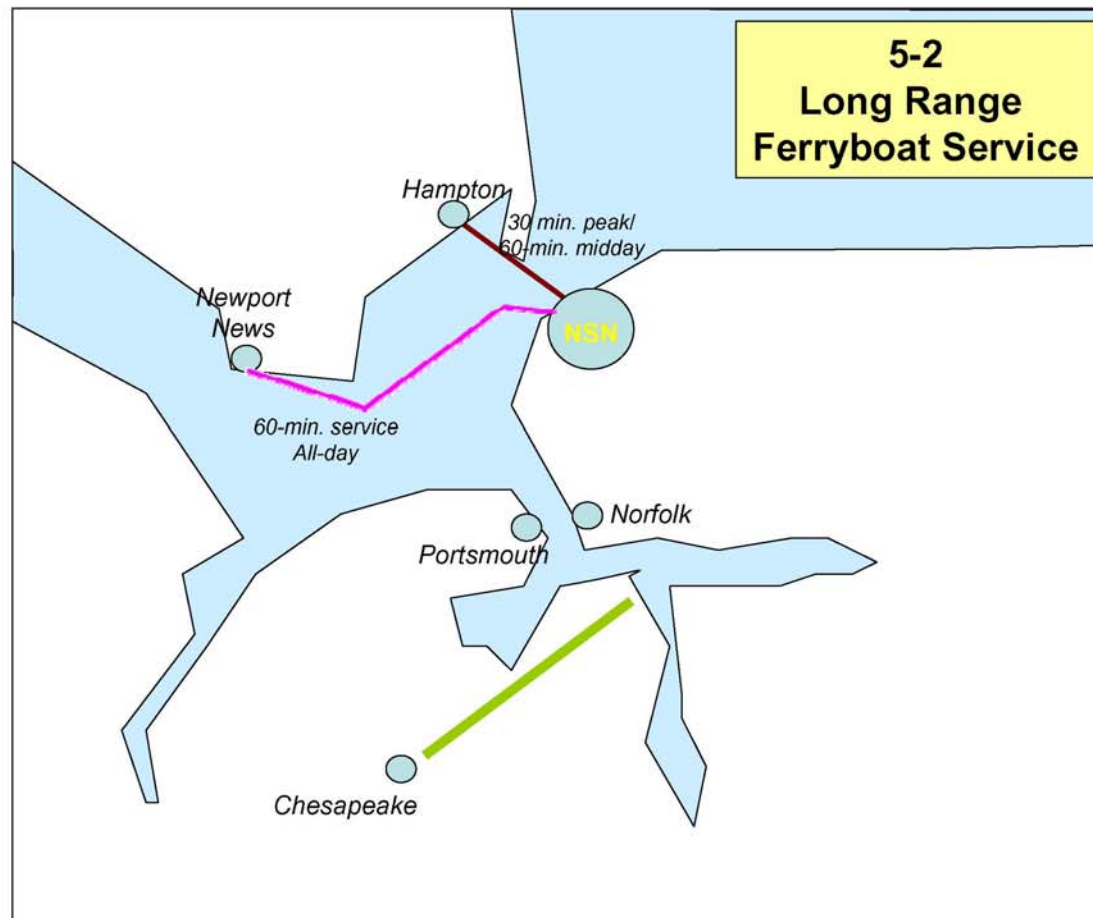 5-2
Long Range
Ferryboat Service
Hampton
30 min. peak/
60-min. midday
Newport
News
NSN
60-min. service
All-day
Norfolk
Portsmouth
Chesapeake